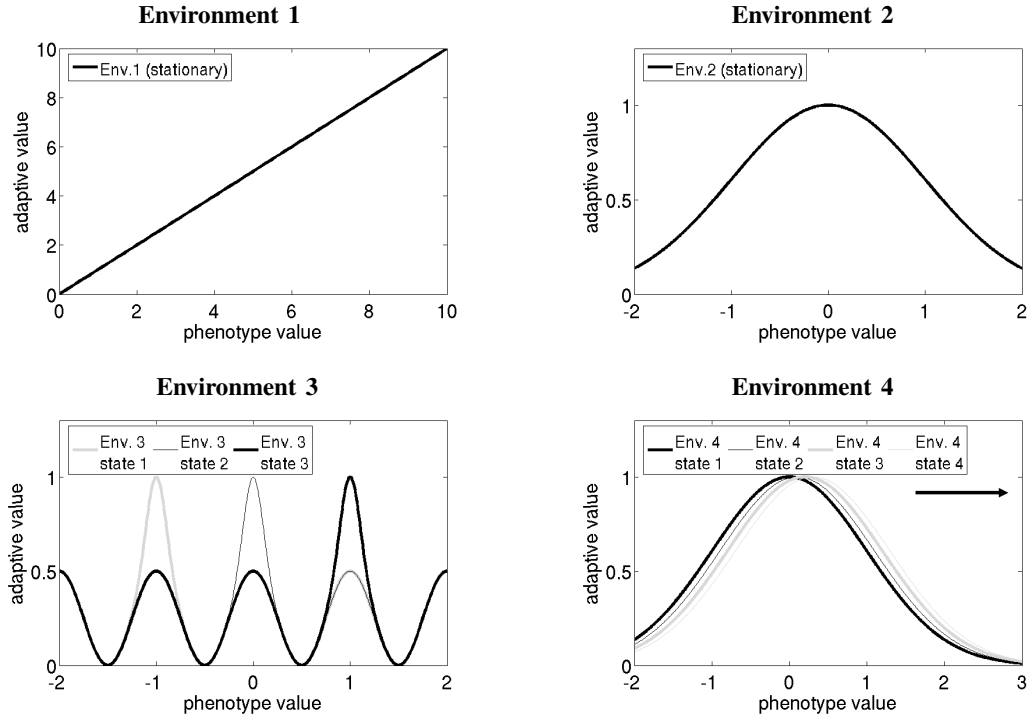 Environment 1
10
8
6
4
2
0
adaptive value
Env.1 (stationary)
0 2 4 6 8 10
phenotype value
Environment 2
1
0.5
0
adaptive value
Env.2 (stationary)
-2 -1 0 1 2
phenotype value
Environment 3
1
0.5
0
adaptive value
Env. 3 Env. 3 Env. 3
state 1 state 2 state 3
-2 -1 0 1 2
phenotype value
Environment 4
1
0.5
0
adaptive value
Env. 4 Env. 4 Env. 4 Env. 4
state 1 state 2 state 3 state 4
-2 -1 0 1 2 3
phenotype value